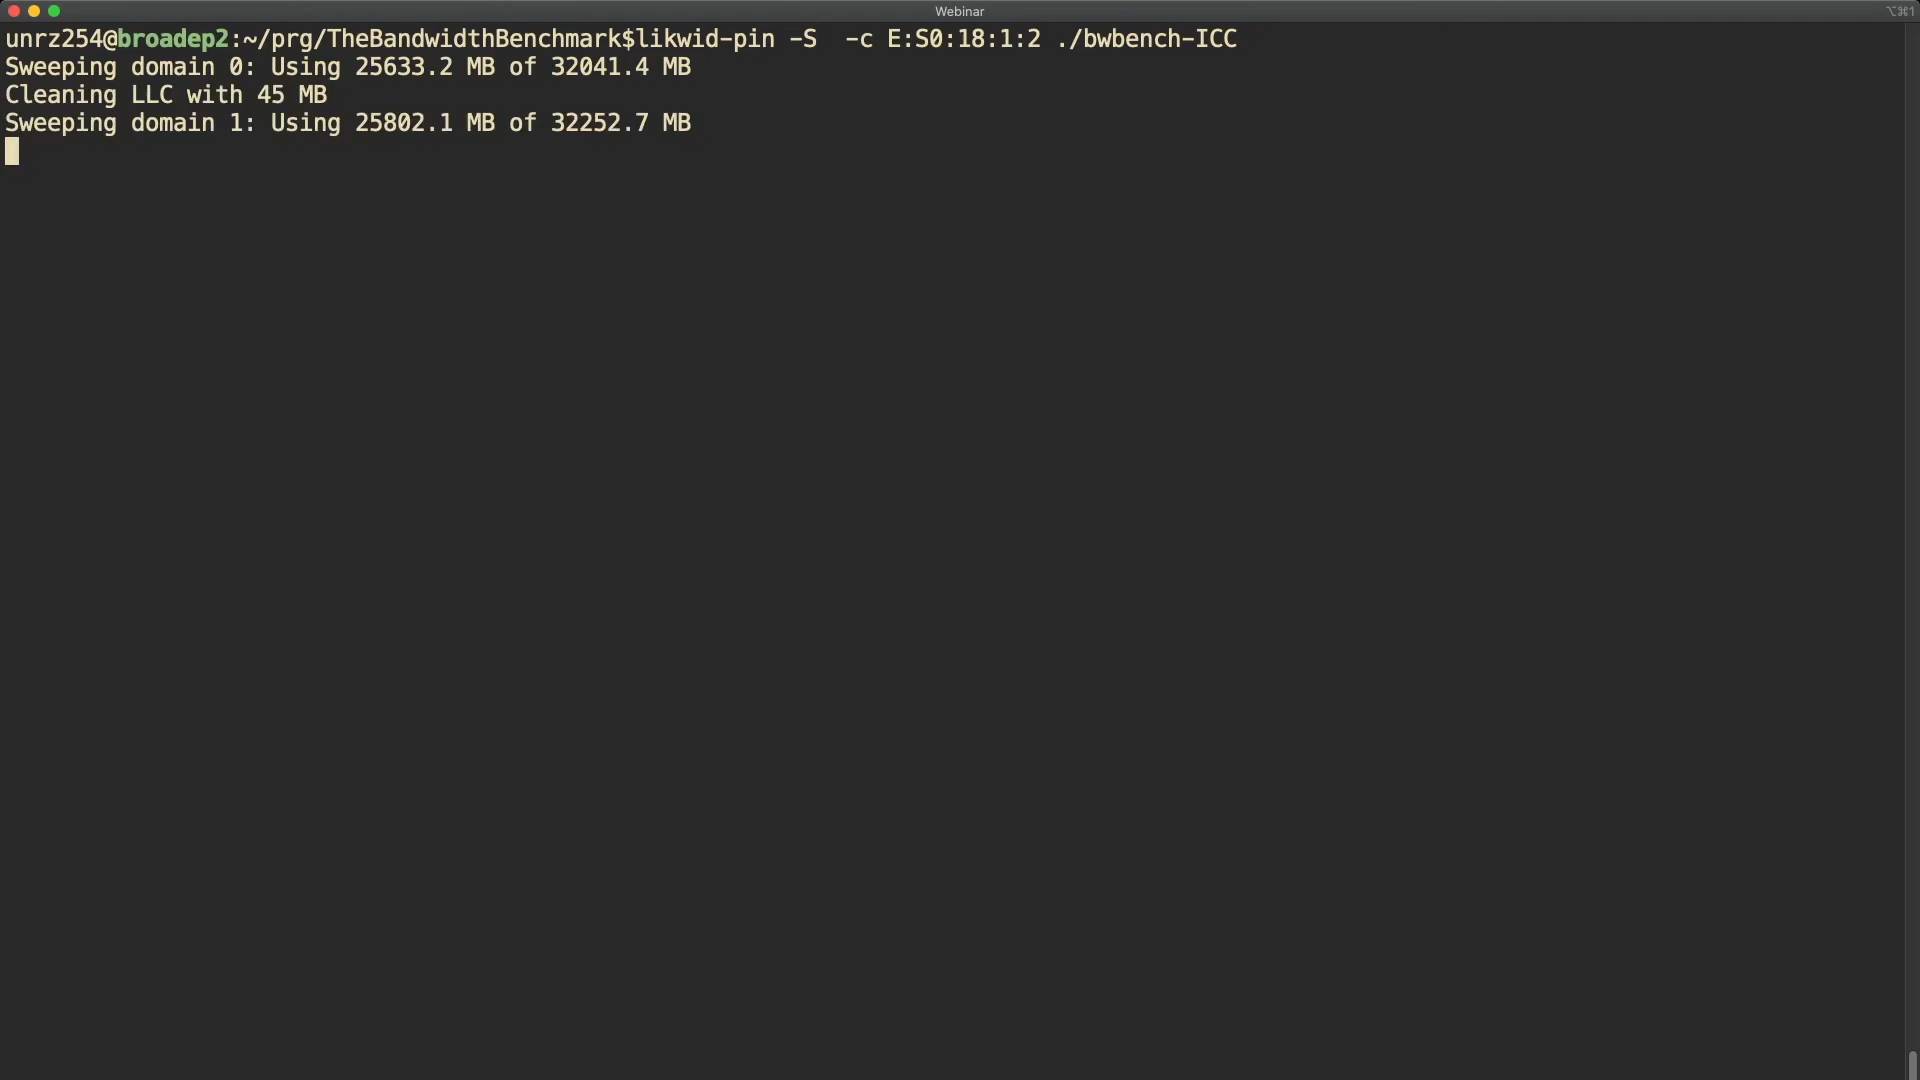 Webinar
⌥⌘1
unrz254@broadep2:~/prg/TheBandwidthBenchmark$likwid-pin -S  -c E:S0:18:1:2 ./bwbench-ICC
Sweeping domain 0: Using 25633.2 MB of 32041.4 MB
Cleaning LLC with 45 MB
Sweeping domain 1: Using 25802.1 MB of 32252.7 MB